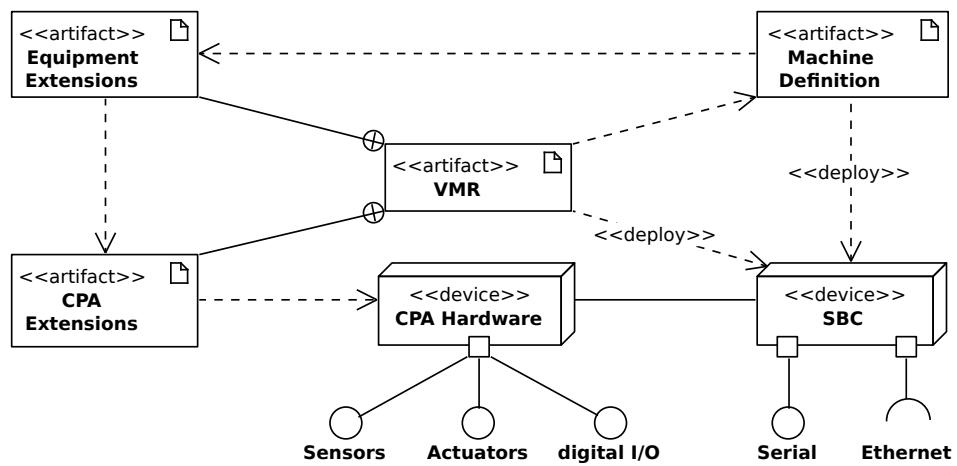 <<artifact>>
Equipment
Extensions
<<artifact>>
Machine
Definition
<<artifact>>
VMR
<<deploy>>
<<deploy>>
<<artifact>>
CPA
Extensions
<<device>>
CPA Hardware
<<device>>
SBC
Sensors
Actuators
digital I/O
Serial
Ethernet